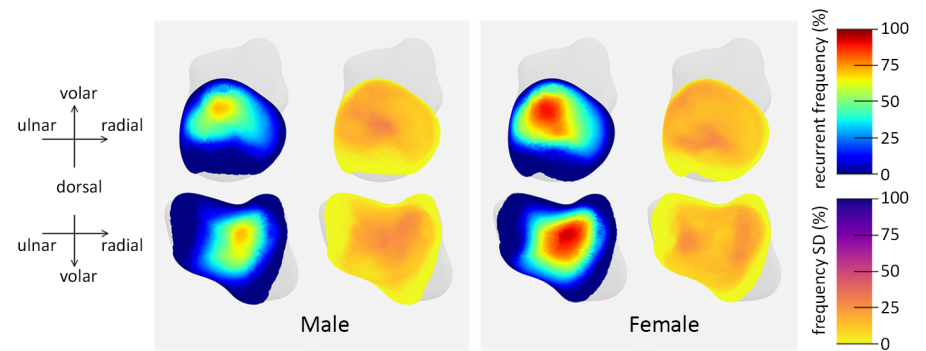 volar
ulnar radial
dorsal
ulnar radial
volar
Male
Female
recurrent frequency (%)
100
75
50
25
0
frequency SD (%)
100
75
50
25
0